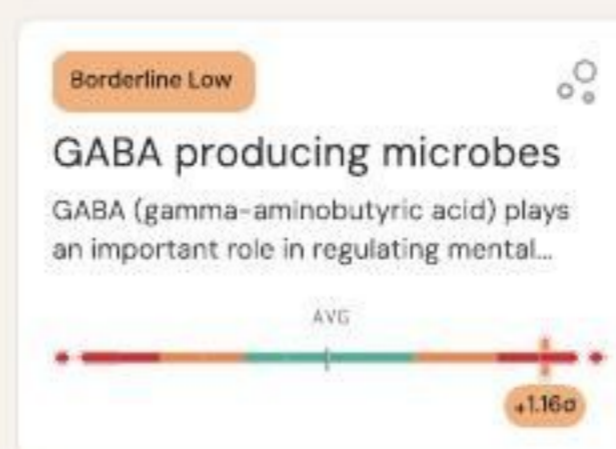 Borderline Low
GABA producing microbes
GABA (gamma-aminobutyric acid) plays
an important role in regulating mental...
AVG
+1.16σ